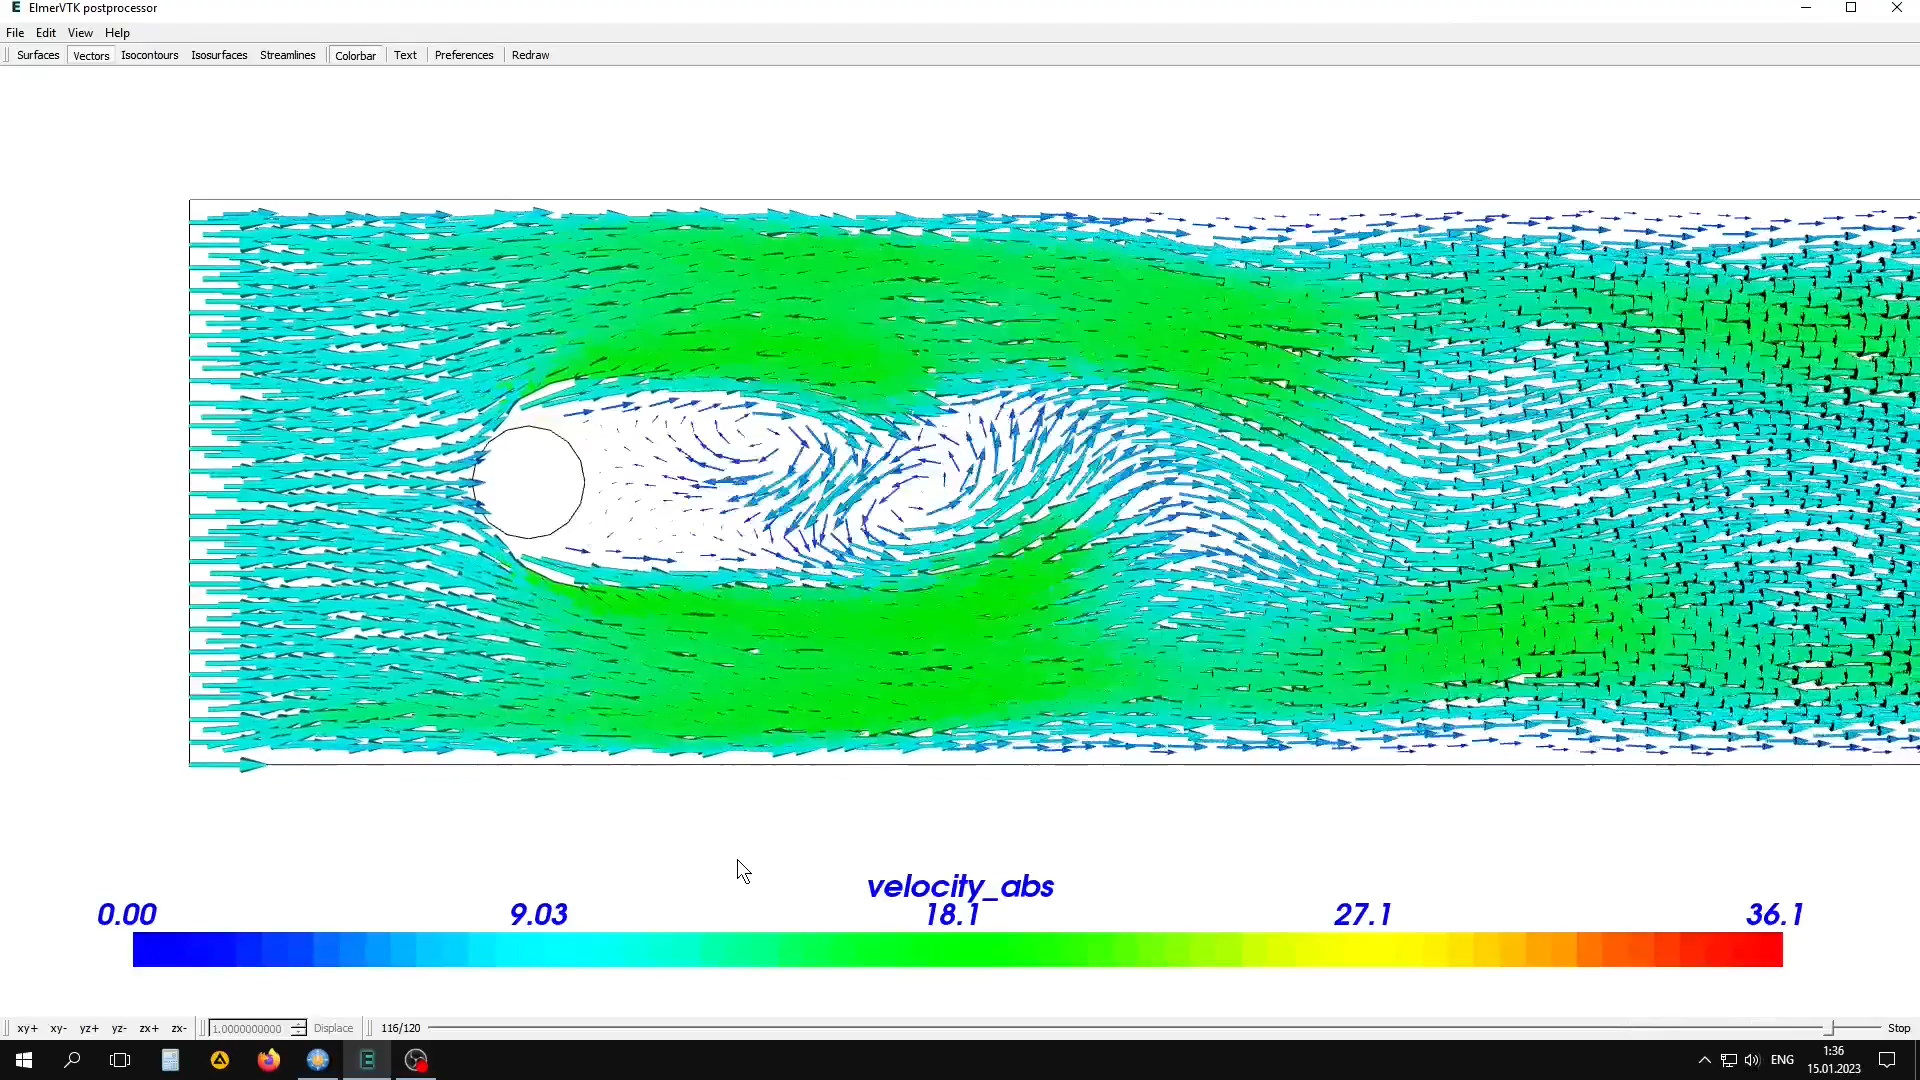 E ElmerVTK postprocessor
File Edit View Help
Surfaces Vectors Isocontours Isosurfaces Streamlines Colorbar Text Preferences Redraw
velocity_abs
0.00 9.03 18.1 27.1 36.1
xy+ xy- yz+ yz- zx+ zx- 1.0000000000 Displace 116/120 Stop
E ENG 1:36
15.01.2023